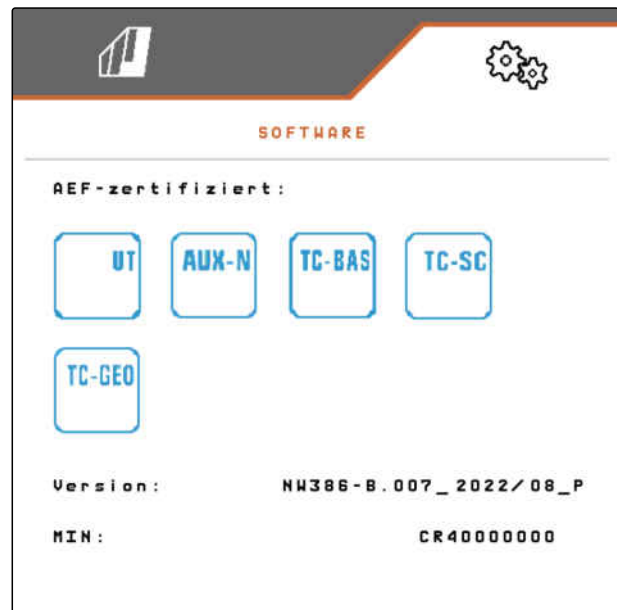 SOFTWARE
AEF-zertifiziert:
UT AUX-N TC-BAS TC-SC
TC-GEO
Version: NW386-B.007_2022/08_P
MIN: CR40000000